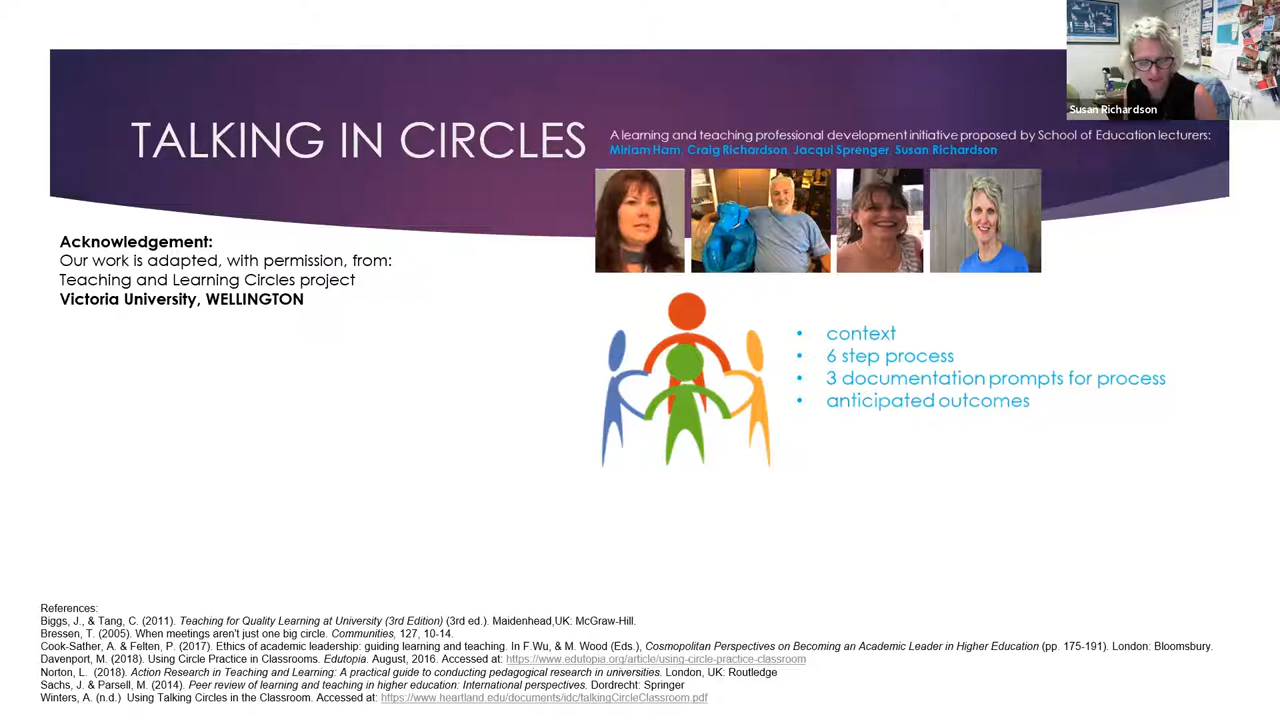 Susan Richardson
TALKING IN CIRCLES
A learning and teaching professional development initiative proposed by School of Education lecturers:
Miriam Ham, Craig Richardson, Jacqui Sprenger, Susan Richardson
Acknowledgement:
Our work is adapted, with permission, from:
Teaching and Learning Circles project
Victoria University, WELLINGTON
• context
• 6 step process
• 3 documentation prompts for process
• anticipated outcomes
References:
Biggs, J., & Tang, C. (2011). Teaching for Quality Learning at University (3rd Edition) (3rd ed.). Maidenhead,UK: McGraw-Hill.
Bressen, T. (2005). When meetings aren't just one big circle. Communities, 127, 10-14.
Cook-Sather, A. & Felten, P. (2017). Ethics of academic leadership: guiding learning and teaching. In F.Wu, & M. Wood (Eds.), Cosmopolitan Perspectives on Becoming an Academic Leader in Higher Education (pp. 175-191). London: Bloomsbury.
Davenport, M. (2018). Using Circle Practice in Classrooms. Edutopia. August, 2016. Accessed at: https://www.edutopia.org/article/using-circle-practice-classroom
Norton, L. (2018). Action Research in Teaching and Learning: A practical guide to conducting pedagogical research in universities. London, UK: Routledge
Sachs, J. & Parsell, M. (2014). Peer review of learning and teaching in higher education: International perspectives. Dordrecht: Springer
Winters, A. (n.d.) Using Talking Circles in the Classroom. Accessed at: https://www.heartland.edu/documents/idc/talkingCircleClassroom.pdf